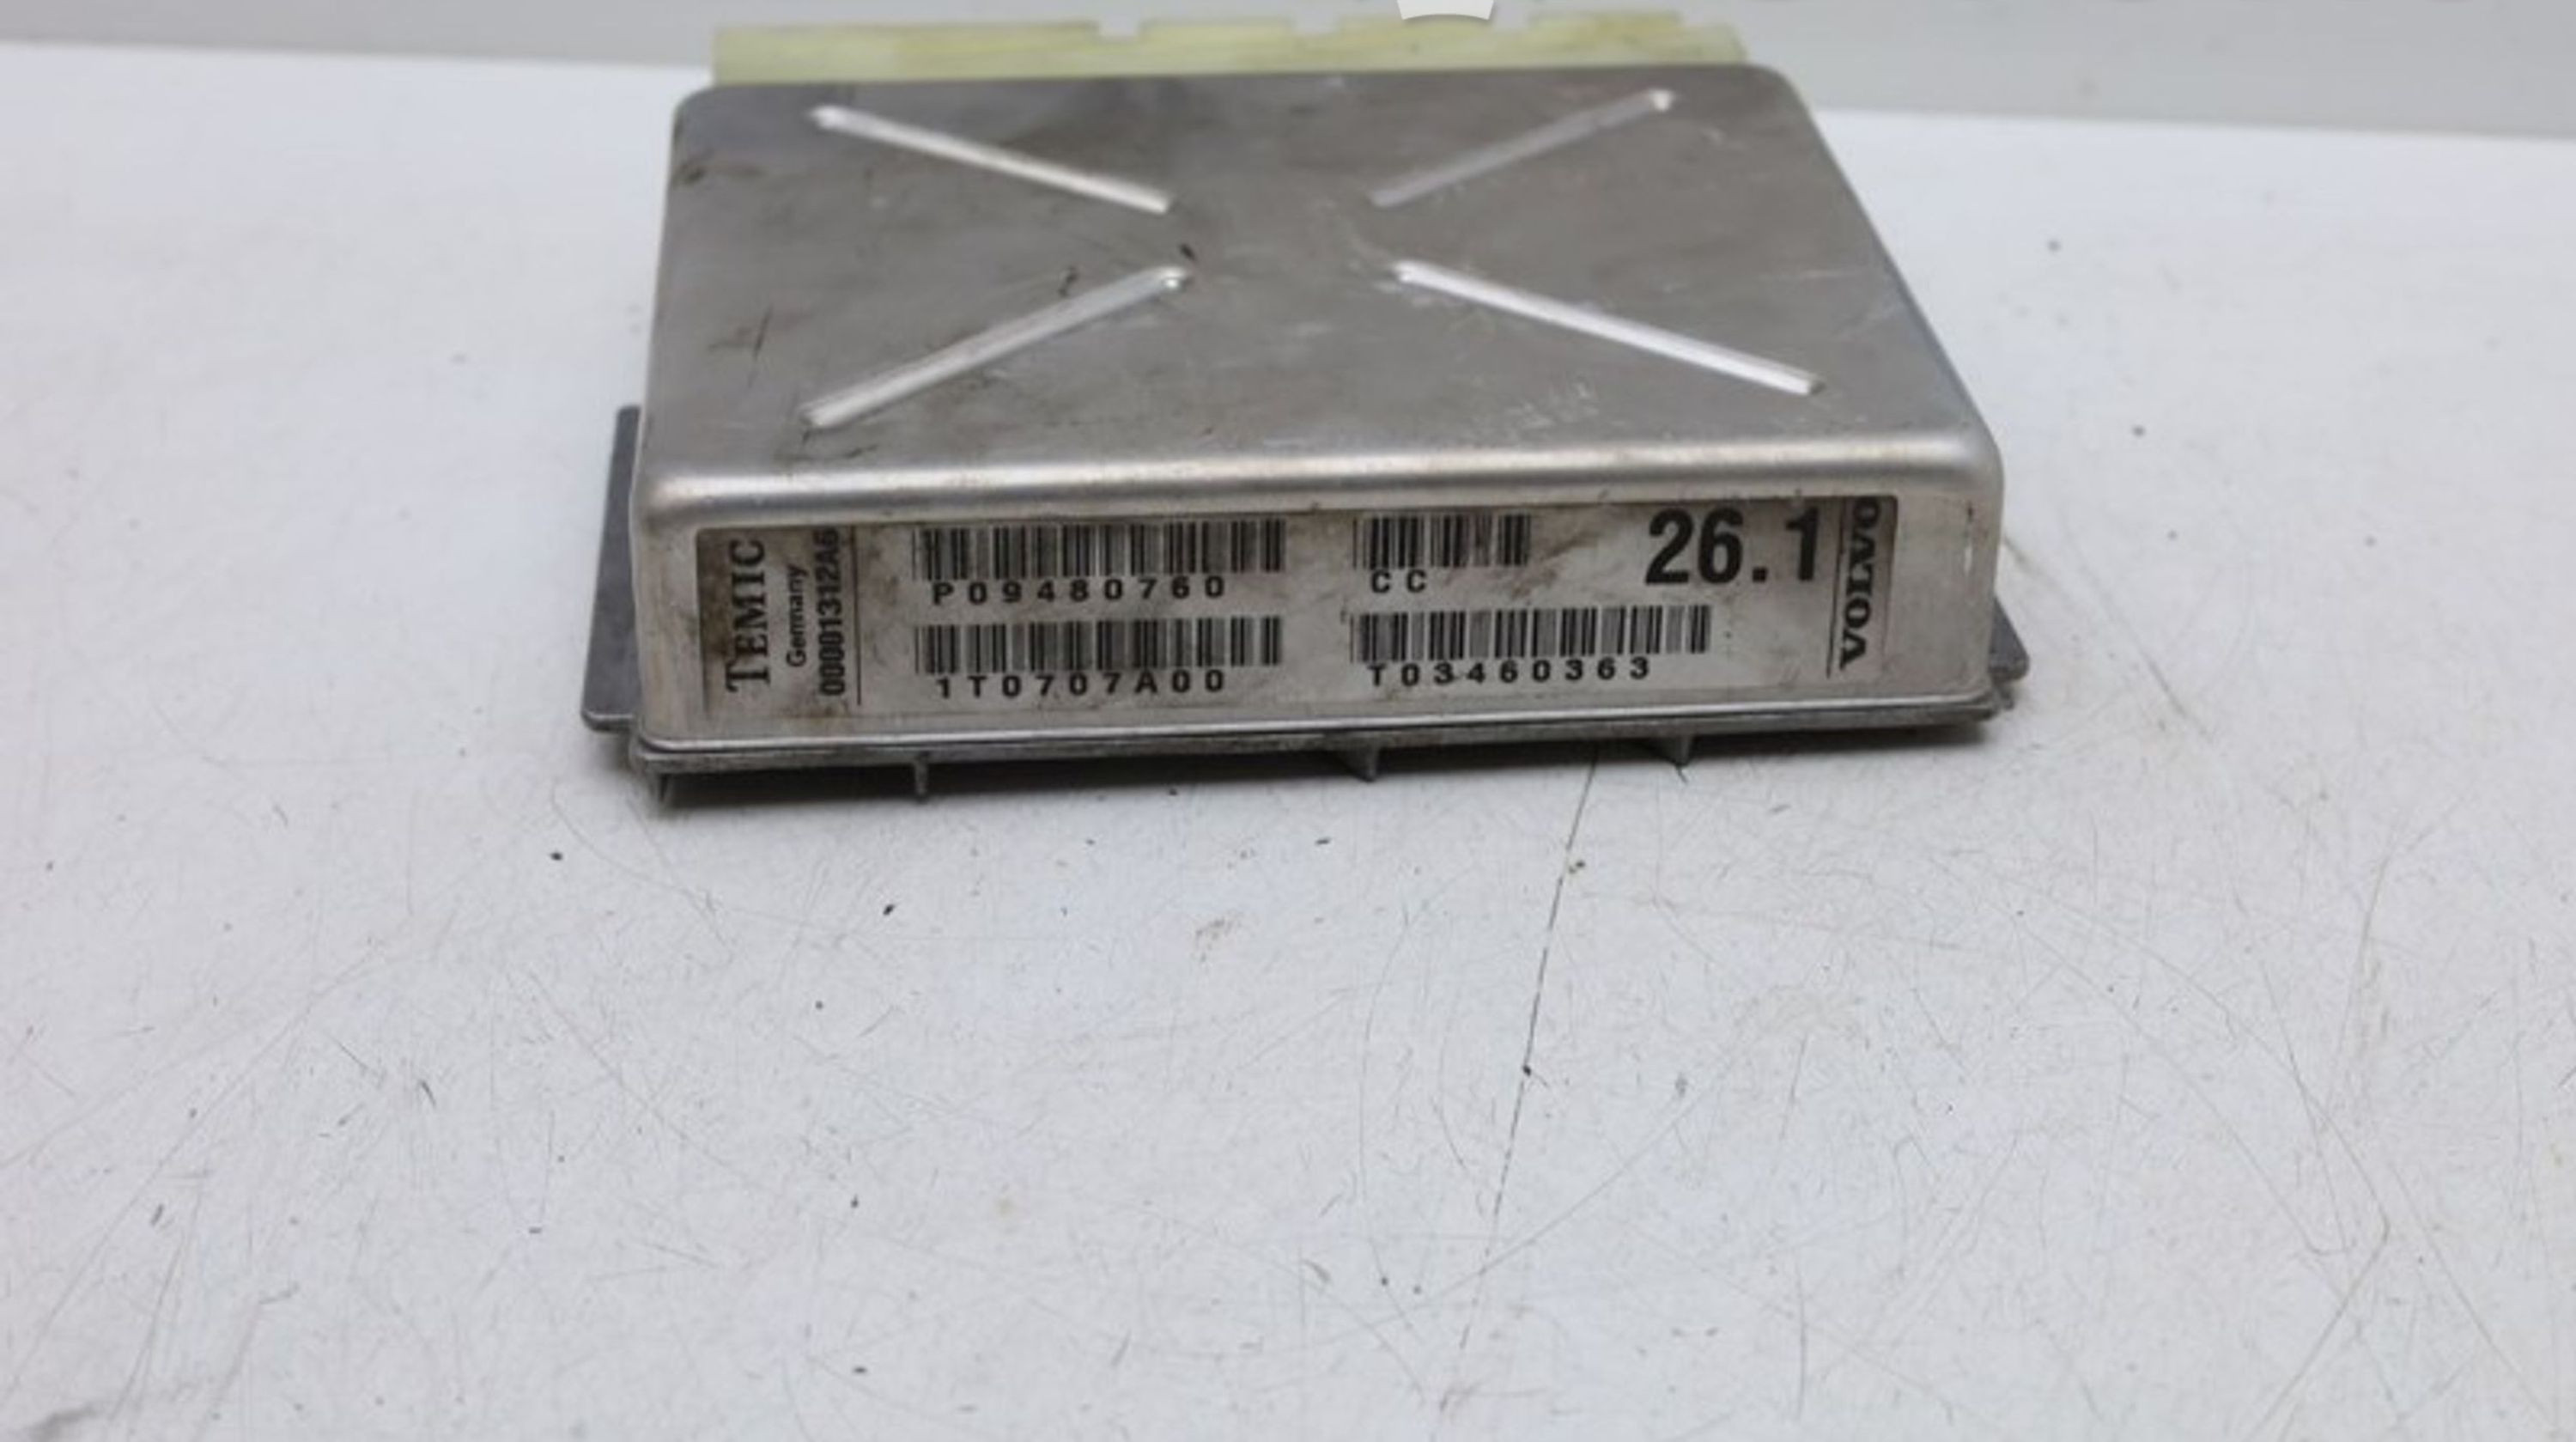 TEMIC
Germany
00001312A6
P09480760
1T0707A00
CC
T03460363
26.1
VOLVO